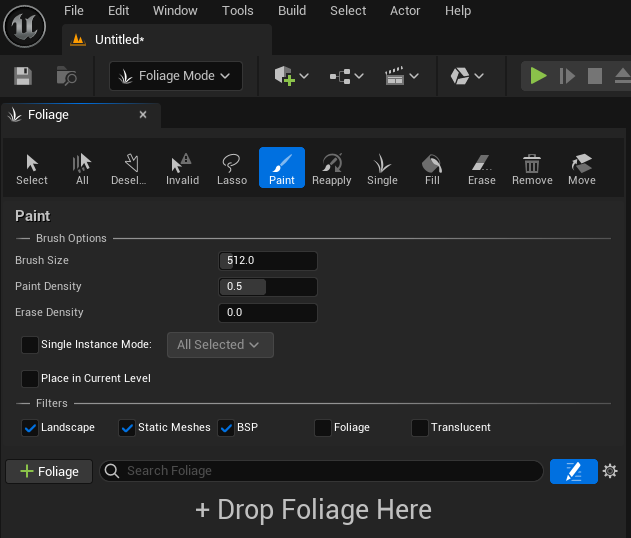 File Edit Window Tools Build Select Actor Help
Untitled*
Foliage Mode
Foliage
Select All Desel... Invalid Lasso Paint Reapply Single Fill Erase Remove Move
Paint
Brush Options
Brush Size 512.0
Paint Density 0.5
Erase Density 0.0
Single Instance Mode: All Selected
Place in Current Level
Filters
Landscape Static Meshes BSP Foliage Translucent
+ Foliage Search Foliage
+ Drop Foliage Here